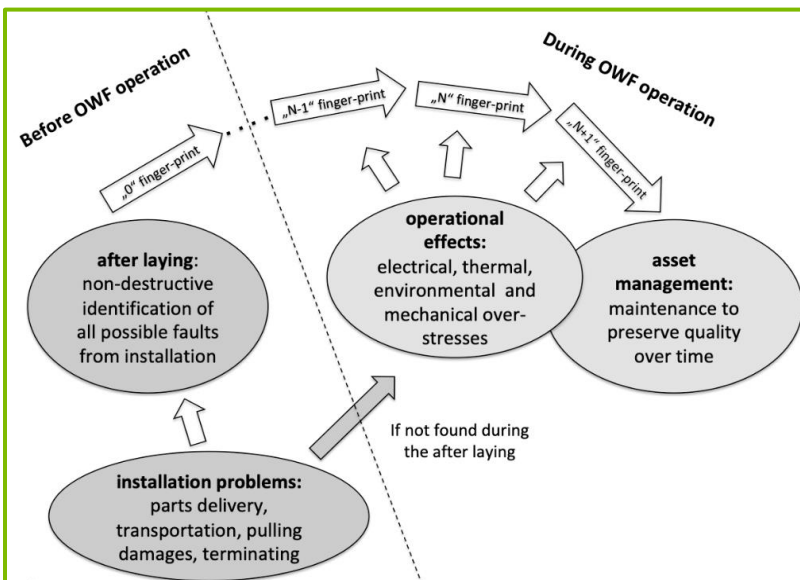 Before OWF operation
During OWF operation
„0“ finger-print
„N-1“ finger-print
„N“ finger-print
„N+1“ finger-print
after laying:
non-destructive
identification of
all possible faults
from installation
operational
effects:
electrical, thermal,
environmental and
mechanical over-
stresses
asset
management:
maintenance to
preserve quality
over time
If not found during
the after laying
installation problems:
parts delivery,
transportation, pulling
damages, terminating